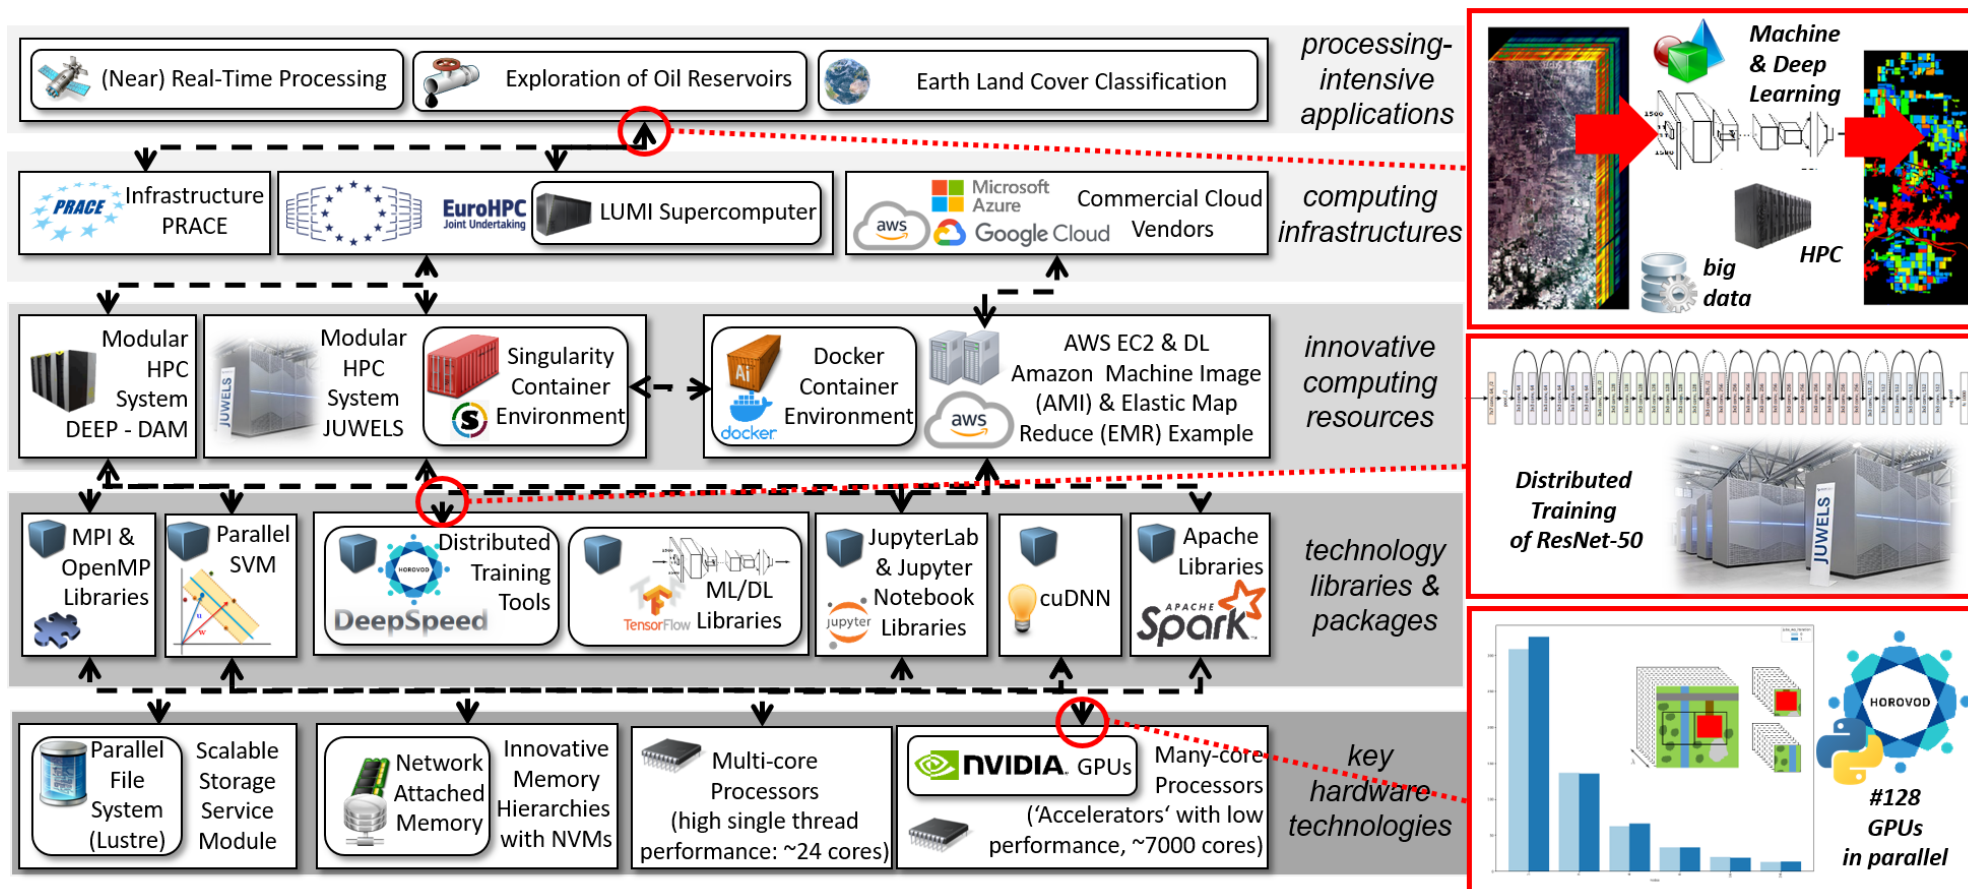 (Near) Real-Time Processing
Exploration of Oil Reservoirs
Earth Land Cover Classification
processing-
intensive
applications
PRACE
Infrastructure
PRACE
EuroHPC
Joint Undertaking
LUMI Supercomputer
aws
Microsoft
Azure
Google Cloud
Commercial Cloud
Vendors
computing
infrastructures
Modular
HPC
System
DEEP - DAM
JUWELS
Modular
HPC
System
JUWELS
Singularity
Container
Environment
S
Ai
docker
Docker
Container
Environment
aws
AWS EC2 & DL
Amazon Machine Image
(AMI) & Elastic Map
Reduce (EMR) Example
innovative
computing
resources
MPI &
OpenMP
Libraries
Parallel
SVM
u
w
HOROVOD
DeepSpeed
Distributed
Training
Tools
TensorFlow
ML/DL
Libraries
jupyter
JupyterLab
& Jupyter
Notebook
Libraries
cuDNN
Apache
Libraries
APACHE
Spark
technology
libraries &
packages
Parallel
File
System
(Lustre)
Scalable
Storage
Service
Module
Network
Attached
Memory
Innovative
Memory
Hierarchies
with NVMs
Multi-core
Processors
(high single thread
performance: ~24 cores)
NVIDIA.
GPUs
Many-core
Processors
(‘Accelerators‘ with low
performance, ~7000 cores)
key
hardware
technologies
Machine
& Deep
Learning
1500
HPC
big
data
Distributed
Training
of ResNet-50
JUWELS
HOROVOD
#128
GPUs
in parallel